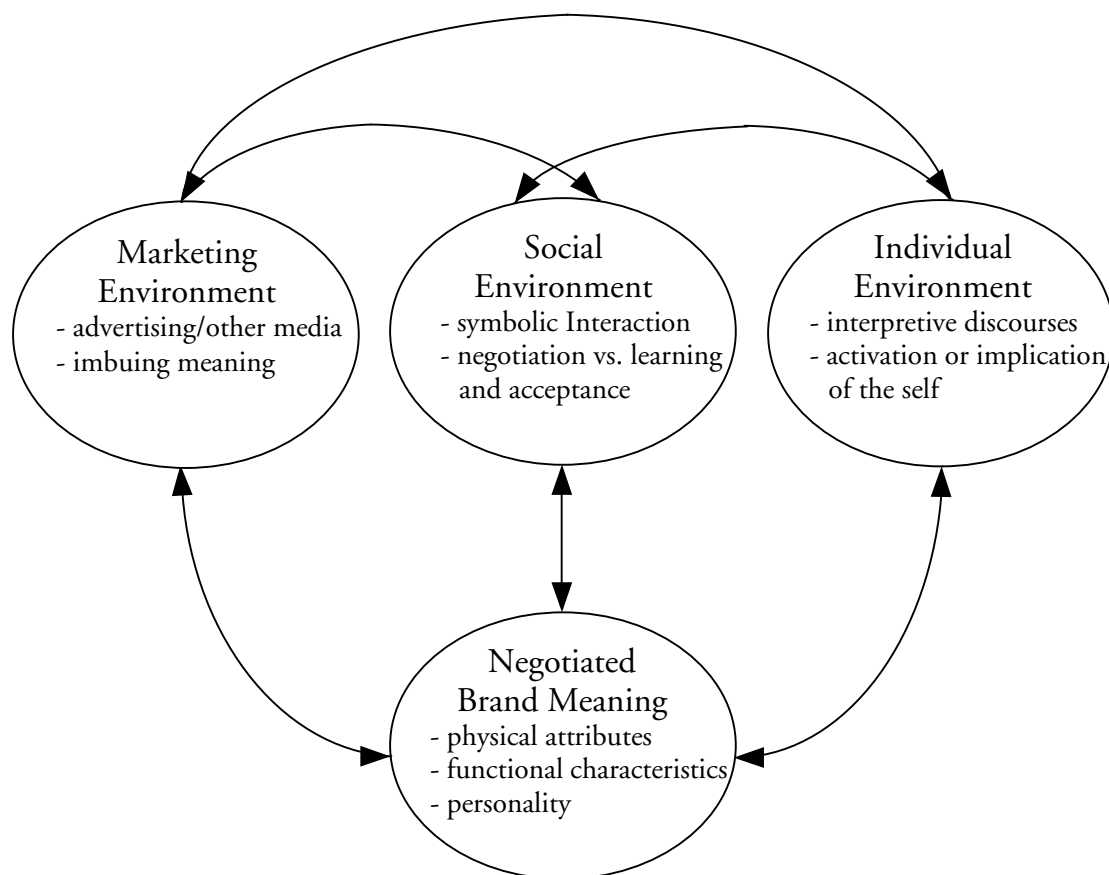 Marketing
Environment
- advertising/other media
- imbuing meaning
Social
Environment
- symbolic Interaction
- negotiation vs. learning
and acceptance
Individual
Environment
- interpretive discourses
- activation or implication
of the self
Negotiated
Brand Meaning
- physical attributes
- functional characteristics
- personality